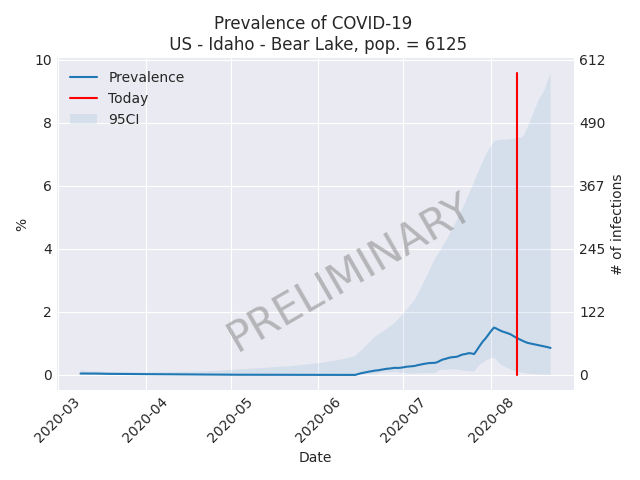 Prevalence of COVID-19
US - Idaho - Bear Lake, pop. = 6125
Prevalence
Today
95CI
PRELIMINARY
%
10
8
6
4
2
0
612
490
367
245
122
0
# of infections
2020-03
2020-04
2020-05
2020-06
2020-07
2020-08
Date